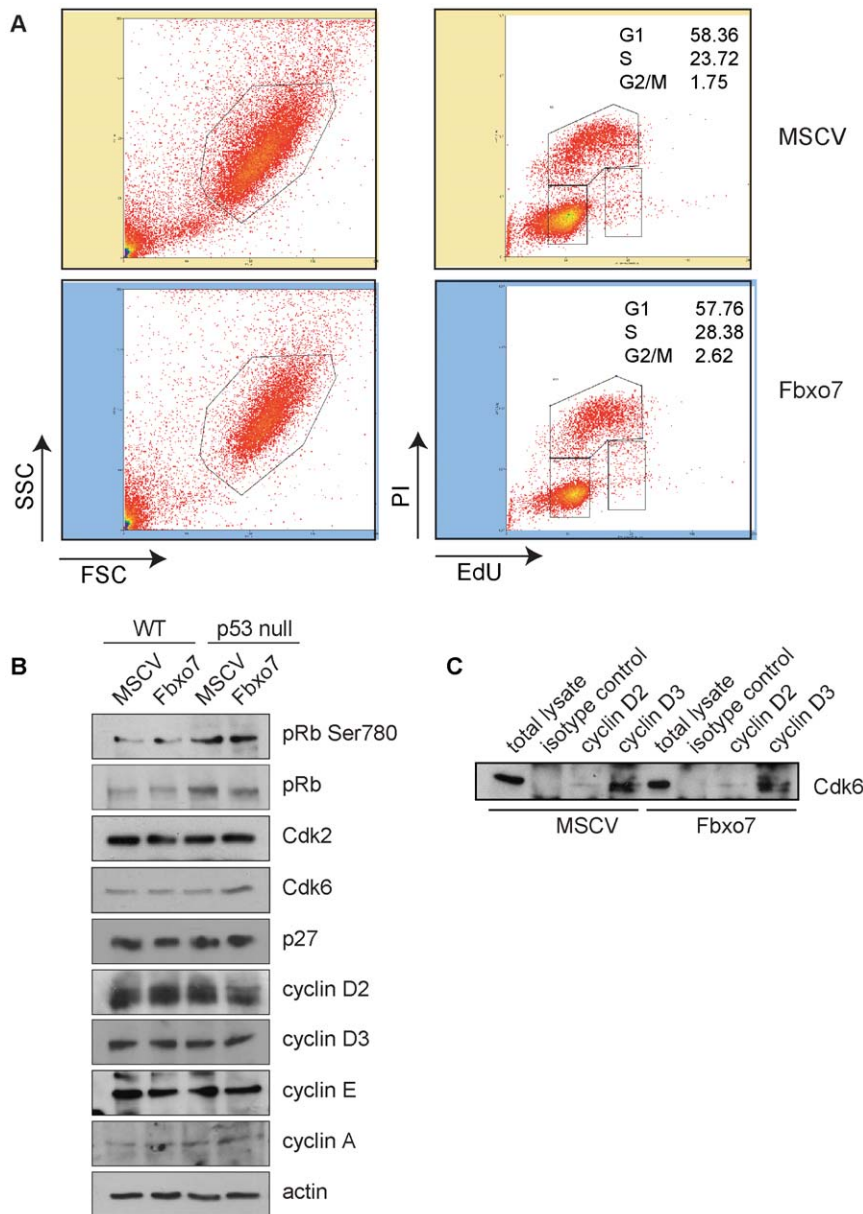 A
G1 58.36
S 23.72
G2/M 1.75
MSCV
G1 57.76
S 28.38
G2/M 2.62
Fbxo7
SSC
FSC
PI
EdU
B
WT p53 null
MSCV Fbxo7 MSCV Fbxo7
pRb Ser780
pRb
Cdk2
Cdk6
p27
cyclin D2
cyclin D3
cyclin E
cyclin A
actin
C
total lysate isotype control cyclin D2 cyclin D3 total lysate isotype control cyclin D2 cyclin D3
Cdk6
MSCV Fbxo7